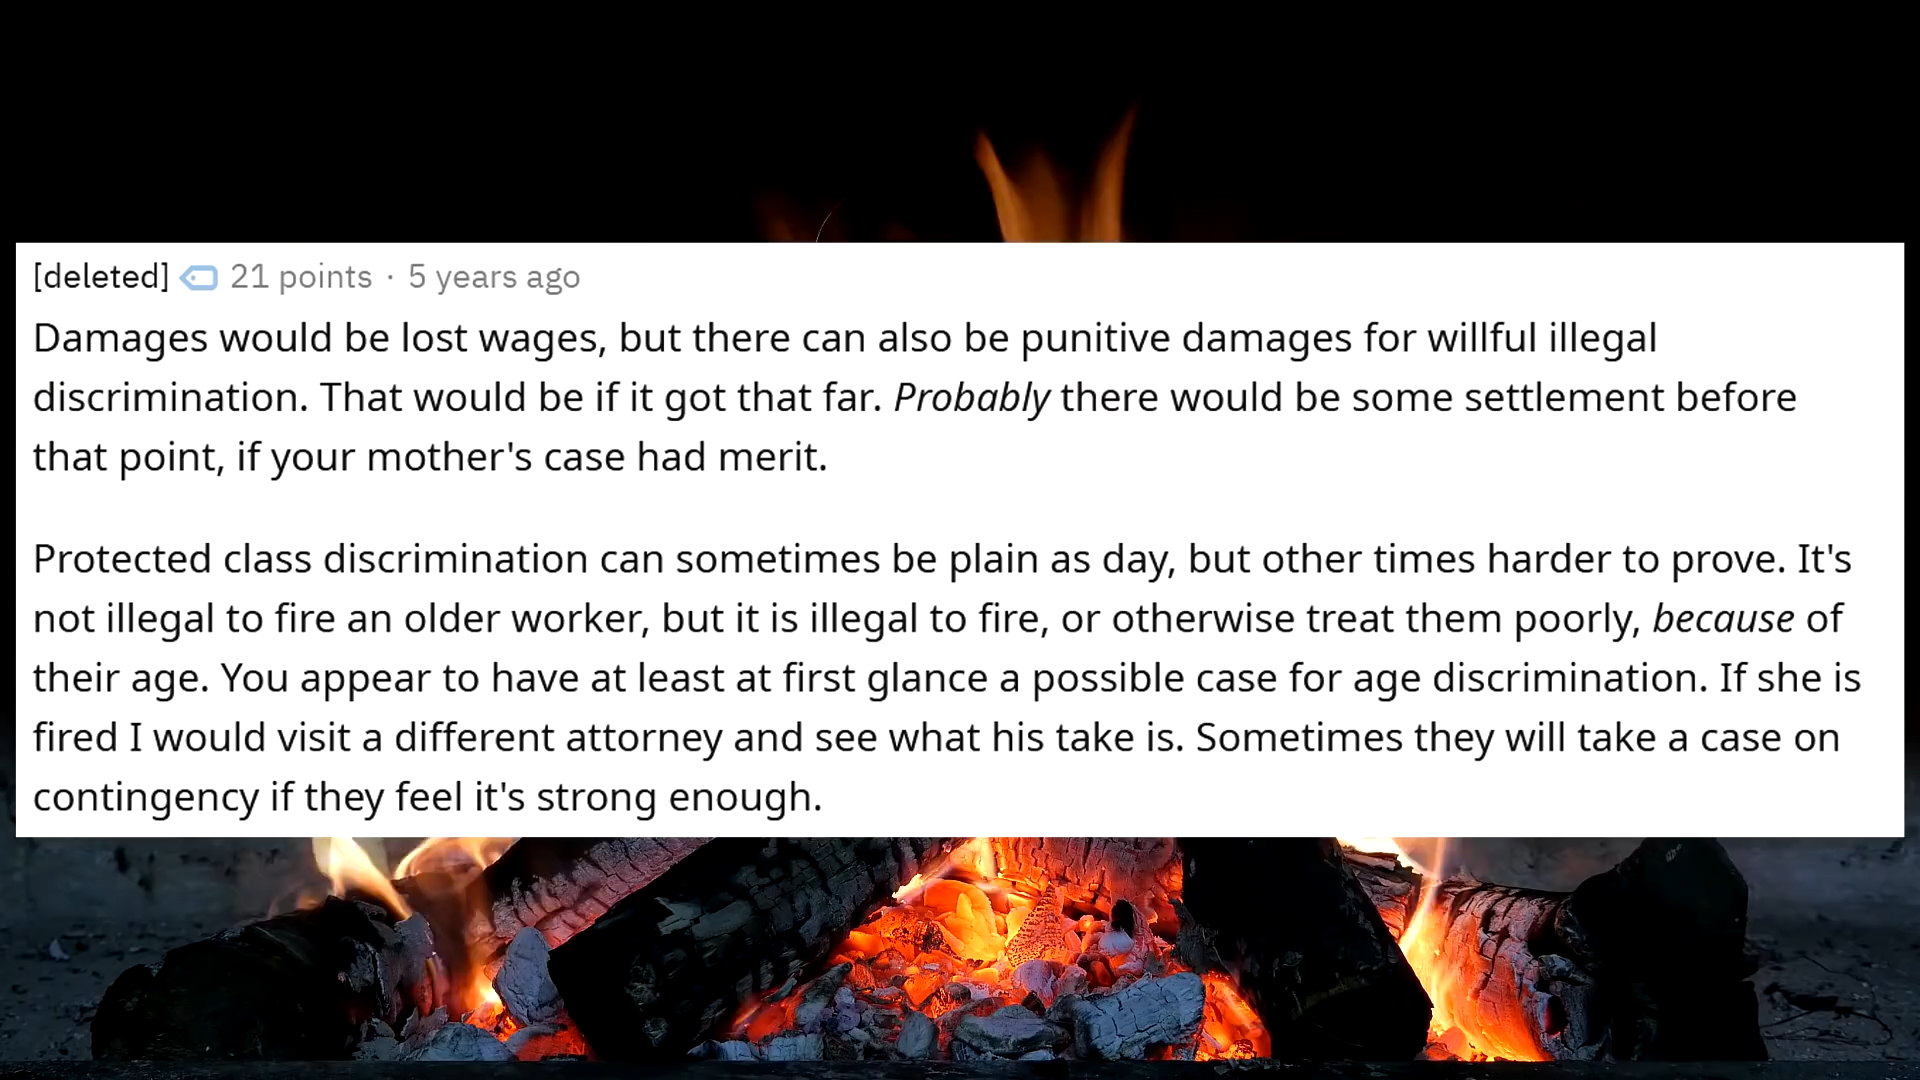 [deleted] 21 points · 5 years ago
Damages would be lost wages, but there can also be punitive damages for willful illegal
discrimination. That would be if it got that far. Probably there would be some settlement before
that point, if your mother's case had merit.
Protected class discrimination can sometimes be plain as day, but other times harder to prove. It's
not illegal to fire an older worker, but it is illegal to fire, or otherwise treat them poorly, because of
their age. You appear to have at least at first glance a possible case for age discrimination. If she is
fired I would visit a different attorney and see what his take is. Sometimes they will take a case on
contingency if they feel it's strong enough.